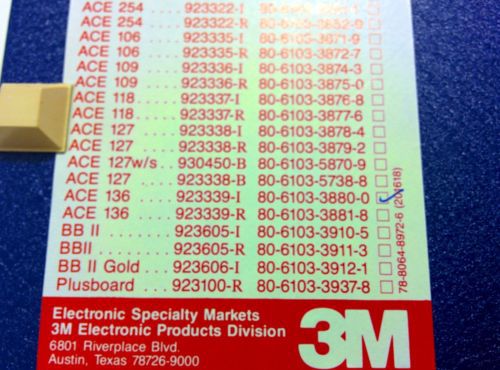 ACE 254 ..... 923322-I
ACE 254 ..... 923322-R
ACE 106 ..... 923335-I 80-6103-3871-9
ACE 106 ..... 923335-R 80-6103-3872-7
ACE 109 ..... 923336-I 80-6103-3874-3
ACE 109 ..... 923336-R 80-6103-3875-0
ACE 118 ..... 923337-I 80-6103-3876-8
ACE 118 ..... 923337-R 80-6103-3877-6
ACE 127 ..... 923338-I 80-6103-3878-4
ACE 127 ..... 923338-R 80-6103-3879-2
ACE 127w/s .. 930450-B 80-6103-5870-9
ACE 127 .... 923338-B 80-6103-5738-8
ACE 136 ..... 923339-I 80-6103-3880-0
ACE 136 ..... 923339-R 80-6103-3881-8
BB II ....... 923605-I 80-6103-3910-5
BBII ........ 923605-R 80-6103-3911-3
BB II Gold .... 923606-I 80-6103-3912-1
Plusboard .... 923100-R 80-6103-3937-8
78-8064-8972-6
Electronic Specialty Markets
3M Electronic Products Division
6801 Riverplace Blvd.
Austin, Texas 78726-9000
3M